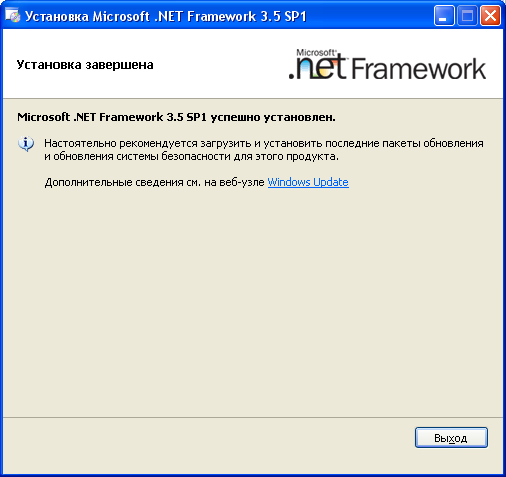 Установка Microsoft .NET Framework 3.5 SP1
Установка завершена
Microsoft®
.net™ Framework
Microsoft .NET Framework 3.5 SP1 успешно установлен.
Настоятельно рекомендуется загрузить и установить последние пакеты обновления
и обновления системы безопасности для этого продукта.
Дополнительные сведения см. на веб-узле Windows Update
Выход